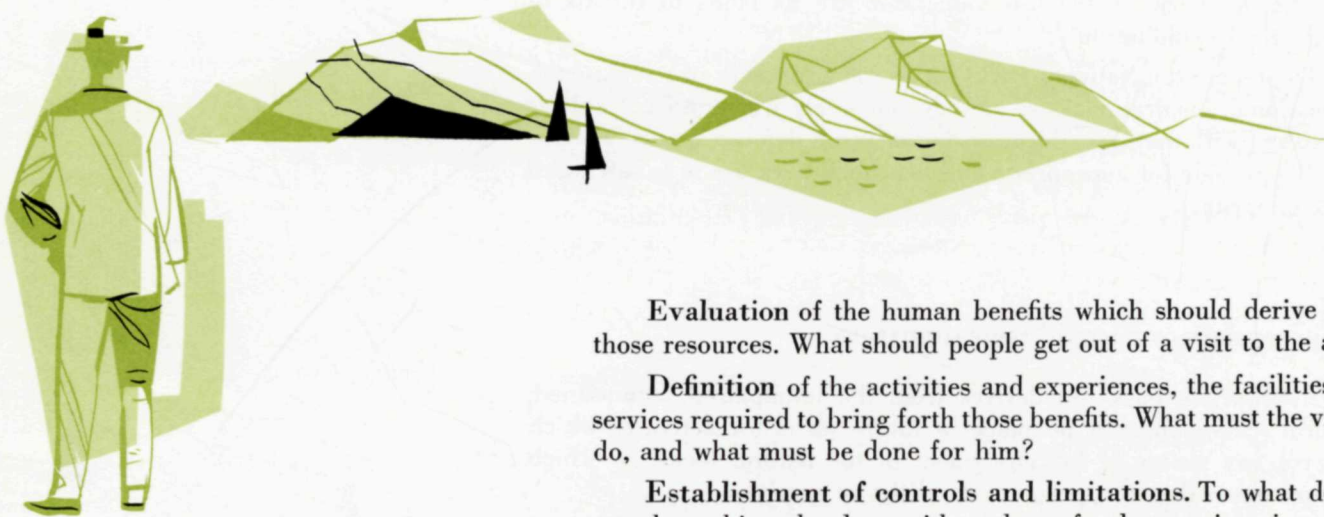 Evaluation of the human benefits which should derive
those resources. What should people get out of a visit to the
Definition of the activities and experiences, the facilities
services required to bring forth those benefits. What must the
do, and what must be done for him?
Establishment of controls and limitations. To what